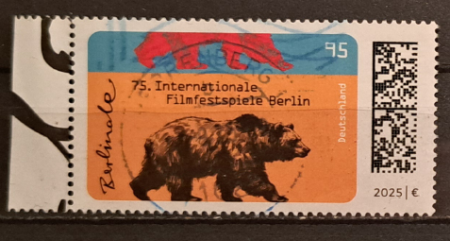 95
75. Internationale
Filmfestspiele Berlin
Berlinale
Deutschland
2025 | €